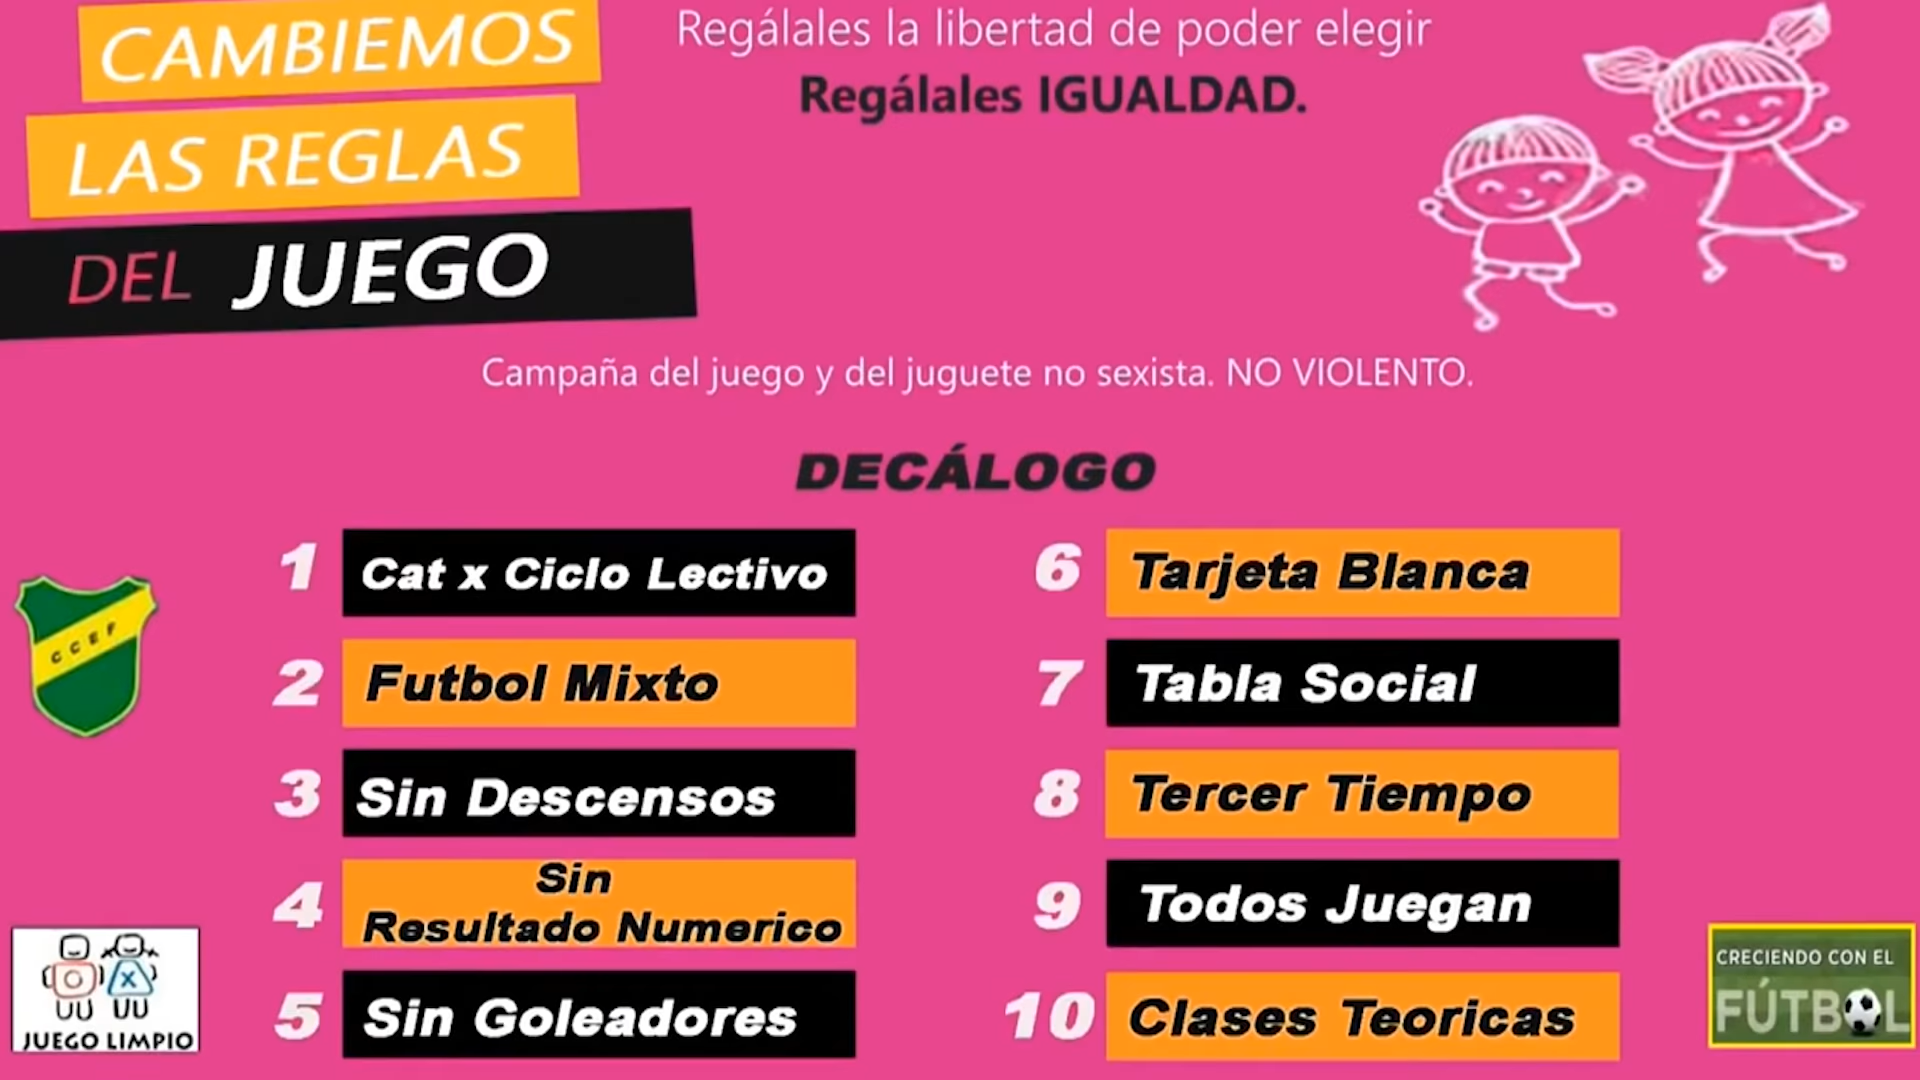 CAMBIEMOS
LAS REGLAS
DEL JUEGO
Regálales la libertad de poder elegir
Regálales IGUALDAD.
Campaña del juego y del juguete no sexista. NO VIOLENTO.
DECÁLOGO
1 Cat x Ciclo Lectivo
2 Futbol Mixto
3 Sin Descensos
4 Sin
Resultado Numerico
5 Sin Goleadores
6 Tarjeta Blanca
7 Tabla Social
8 Tercer Tiempo
9 Todos Juegan
10 Clases Teoricas
CCEF
O X
JUEGO LIMPIO
CRECIENDO CON EL
FÚTBOL